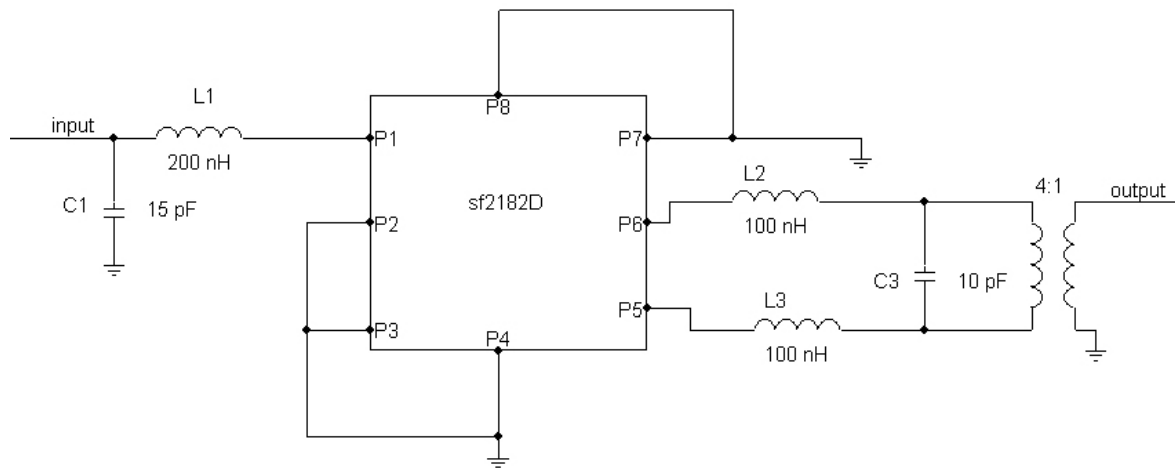 L1
input
200 nH
C1
15 pF
P8
P1
P7
sf2182D
P2
P6
P3
P5
P4
L2
100 nH
4:1
output
C3
10 pF
L3
100 nH